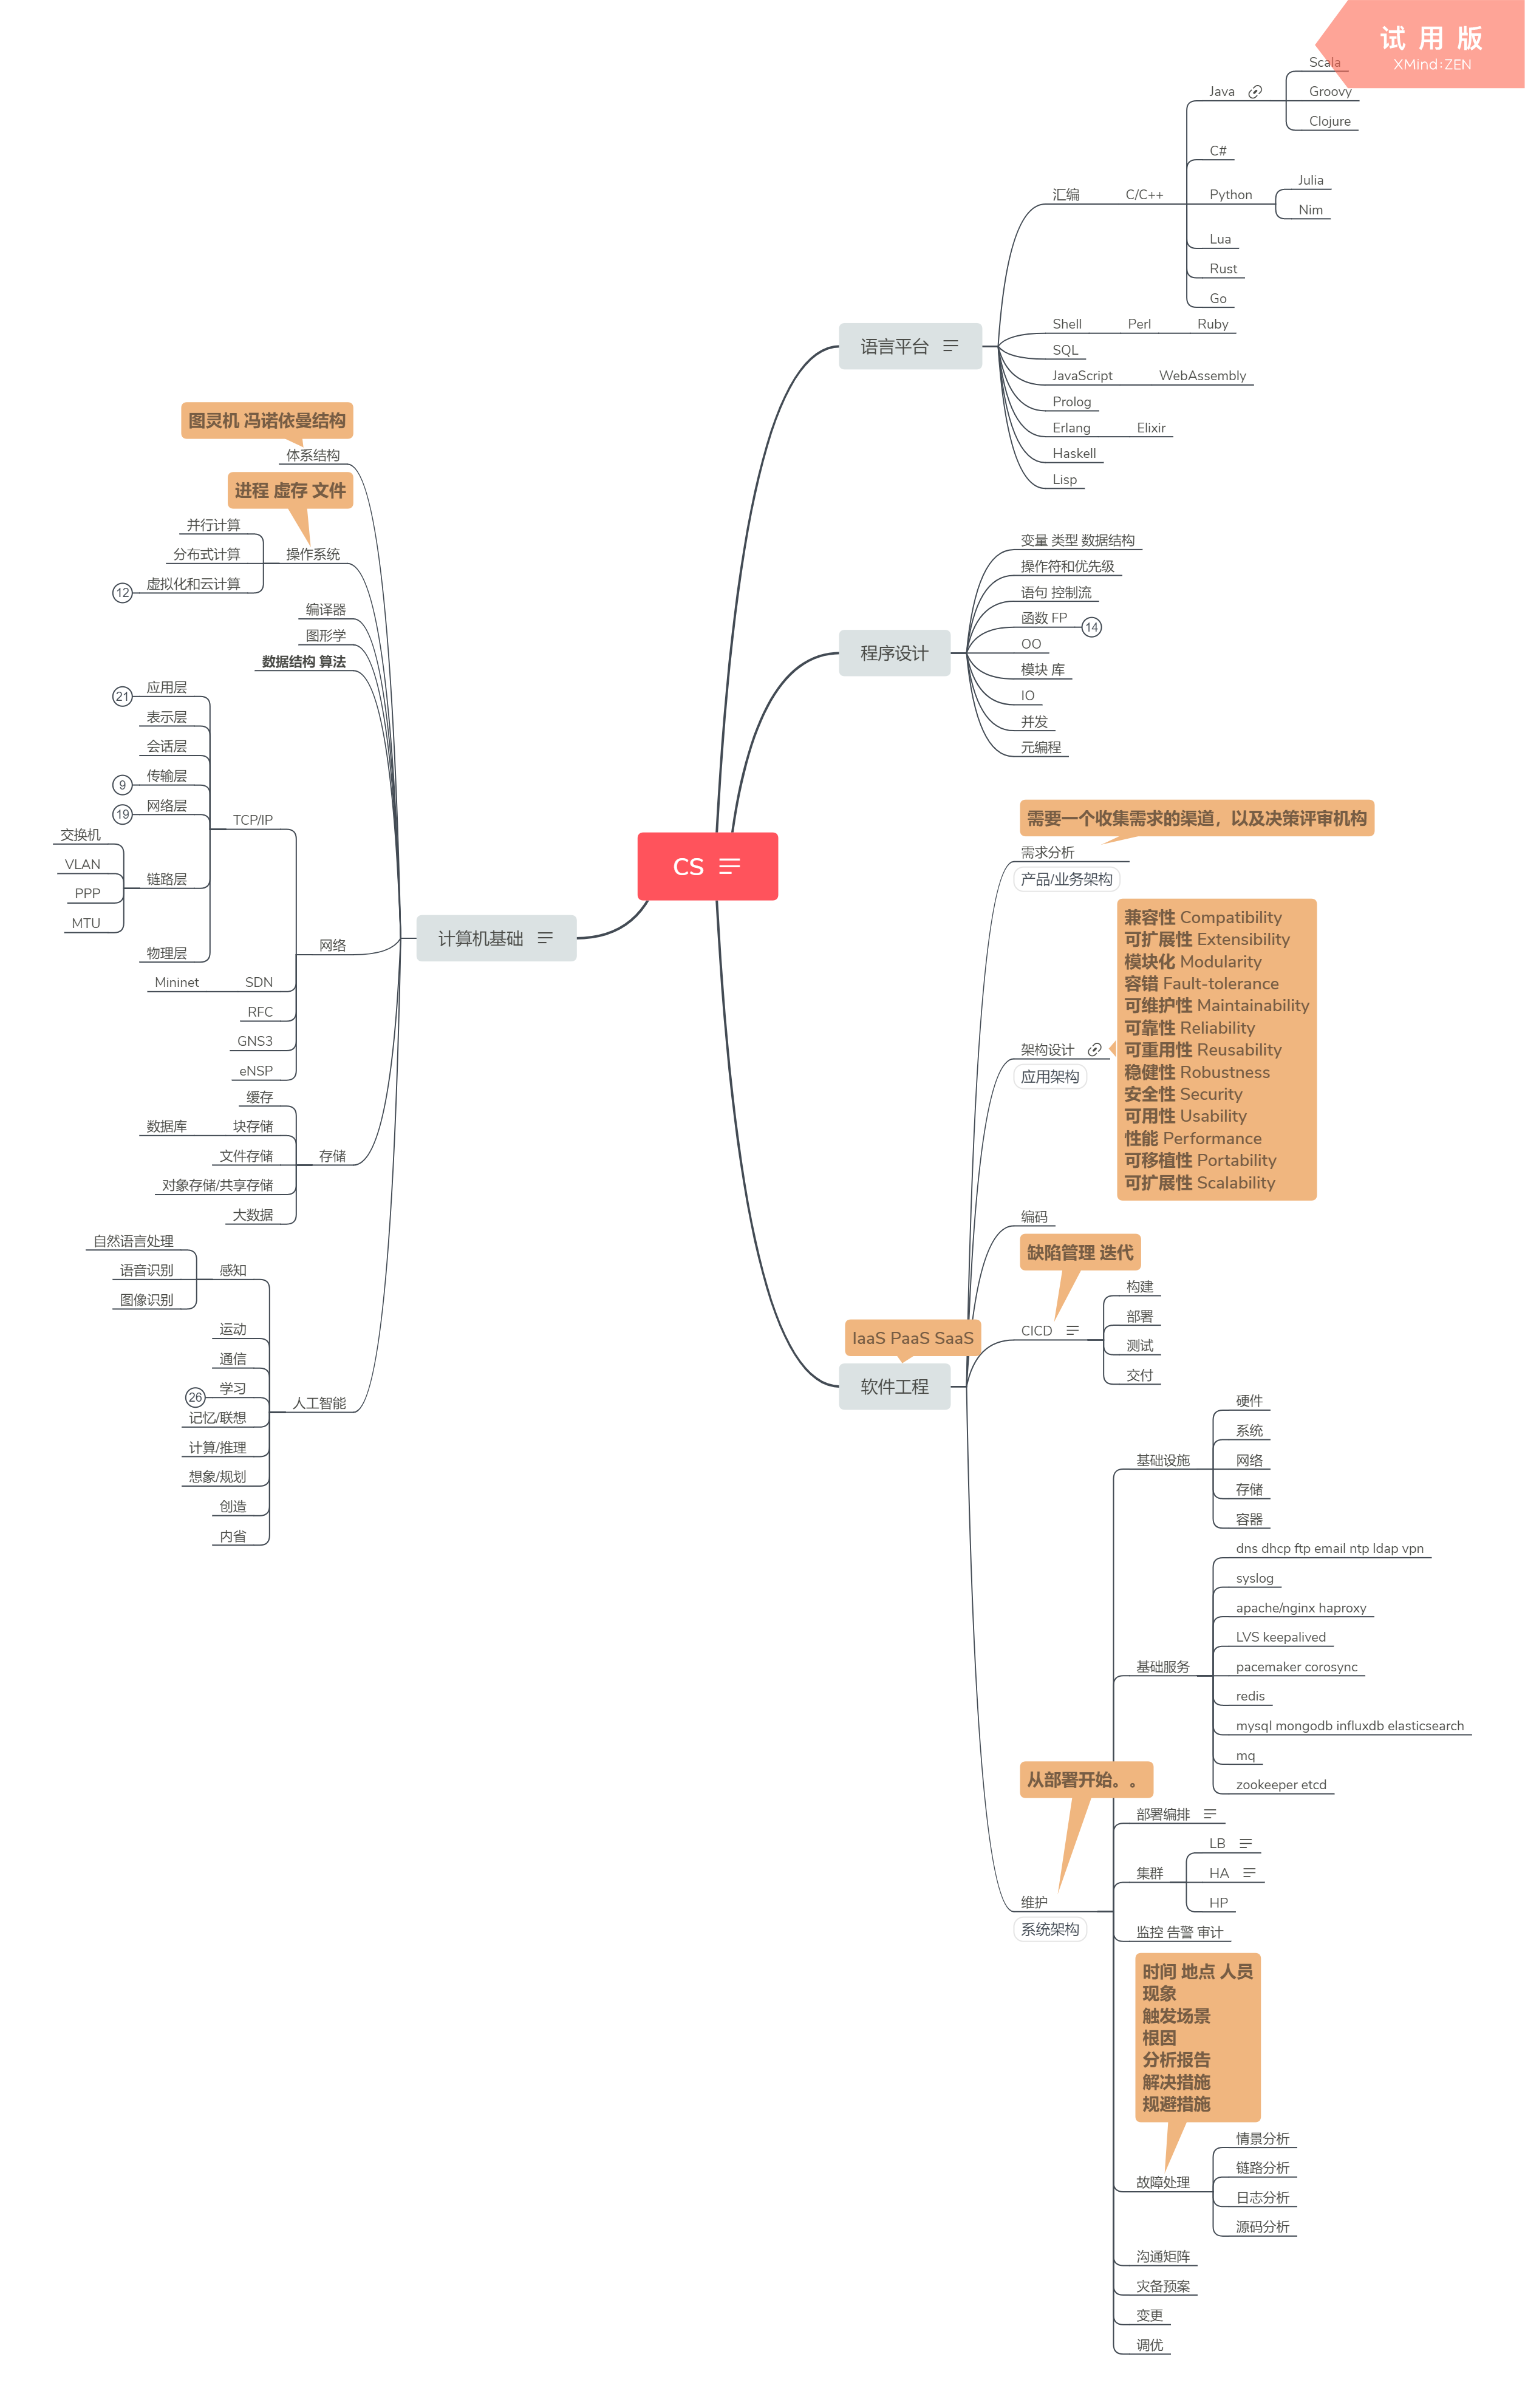 试用版
XMind:ZEN
CS
语言平台
汇编
C/C++
Java
Scala
Groovy
Clojure
C#
Python
Julia
Nim
Lua
Rust
Go
Shell
Perl
Ruby
SQL
JavaScript
WebAssembly
Prolog
Erlang
Elixir
Haskell
Lisp
程序设计
变量 类型 数据结构
操作符和优先级
语句 控制流
函数 FP
14
OO
模块 库
IO
并发
元编程
软件工程
IaaS PaaS SaaS
需要一个收集需求的渠道，以及决策评审机构
需求分析
产品/业务架构
架构设计
应用架构
兼容性 Compatibility
可扩展性 Extensibility
模块化 Modularity
容错 Fault-tolerance
可维护性 Maintainability
可靠性 Reliability
可重用性 Reusability
稳健性 Robustness
安全性 Security
可用性 Usability
性能 Performance
可移植性 Portability
可扩展性 Scalability
编码
缺陷管理 迭代
CICD
构建
部署
测试
交付
从部署开始。。
维护
系统架构
基础设施
硬件
系统
网络
存储
容器
基础服务
dns dhcp ftp email ntp ldap vpn
syslog
apache/nginx haproxy
LVS keepalived
pacemaker corosync
redis
mysql mongodb influxdb elasticsearch
mq
zookeeper etcd
部署编排
集群
LB
HA
HP
监控 告警 审计
时间 地点 人员
现象
触发场景
根因
分析报告
解决措施
规避措施
故障处理
情景分析
链路分析
日志分析
源码分析
沟通矩阵
灾备预案
变更
调优
计算机基础
图灵机 冯诺依曼结构
体系结构
进程 虚存 文件
操作系统
并行计算
分布式计算
虚拟化和云计算
12
编译器
图形学
数据结构 算法
网络
TCP/IP
应用层
21
表示层
会话层
传输层
9
网络层
19
链路层
交换机
VLAN
PPP
MTU
物理层
SDN
Mininet
RFC
GNS3
eNSP
存储
缓存
块存储
数据库
文件存储
对象存储/共享存储
大数据
人工智能
感知
自然语言处理
语音识别
图像识别
运动
通信
学习
26
记忆/联想
计算/推理
想象/规划
创造
内省